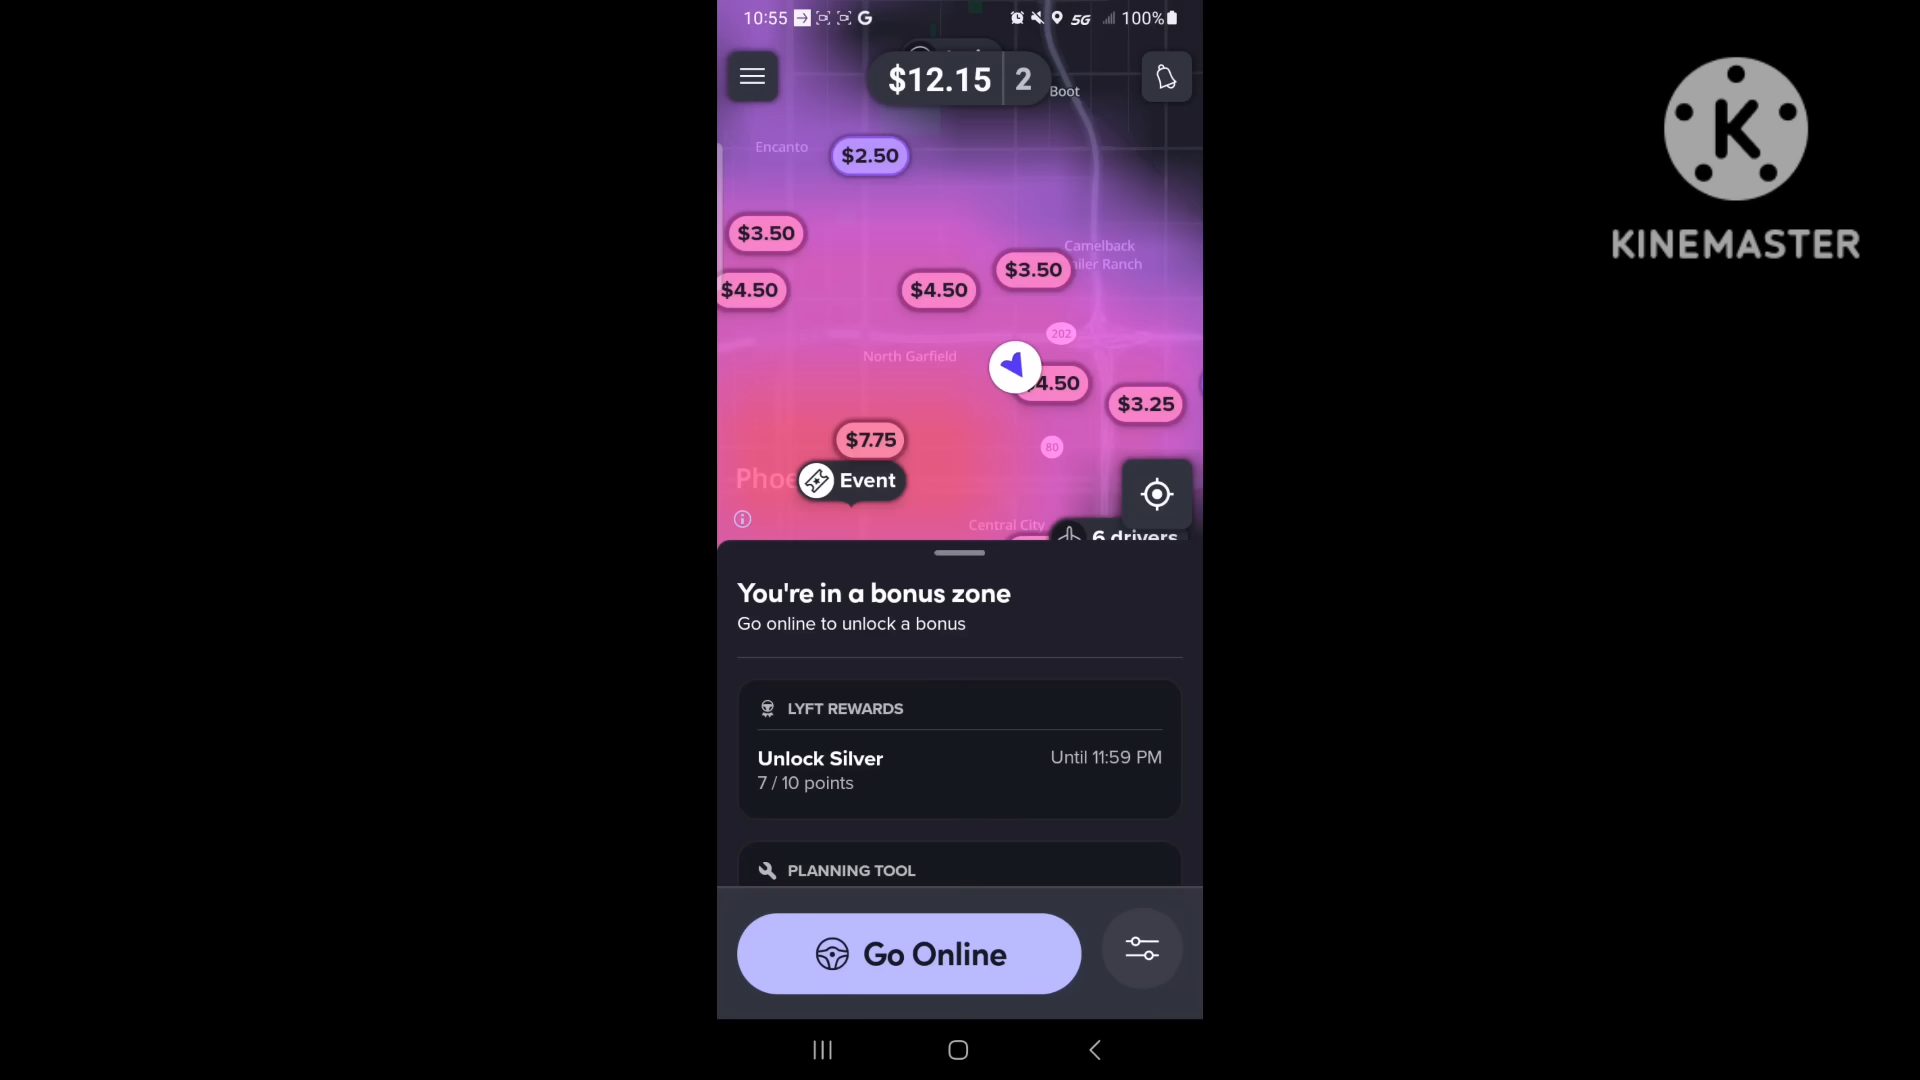 10:55 G 5G 100%
$12.15 2
Boot
Encanto
$2.50
$3.50
Camelback
$3.50 iler Ranch
$4.50
$4.50
202
North Garfield
4.50
$3.25
$7.75
80
Phoe
Event
Central City
6 drivers
You're in a bonus zone
Go online to unlock a bonus
LYFT REWARDS
Unlock Silver
Until 11:59 PM
7 / 10 points
PLANNING TOOL
Go Online
K
KINEMASTER